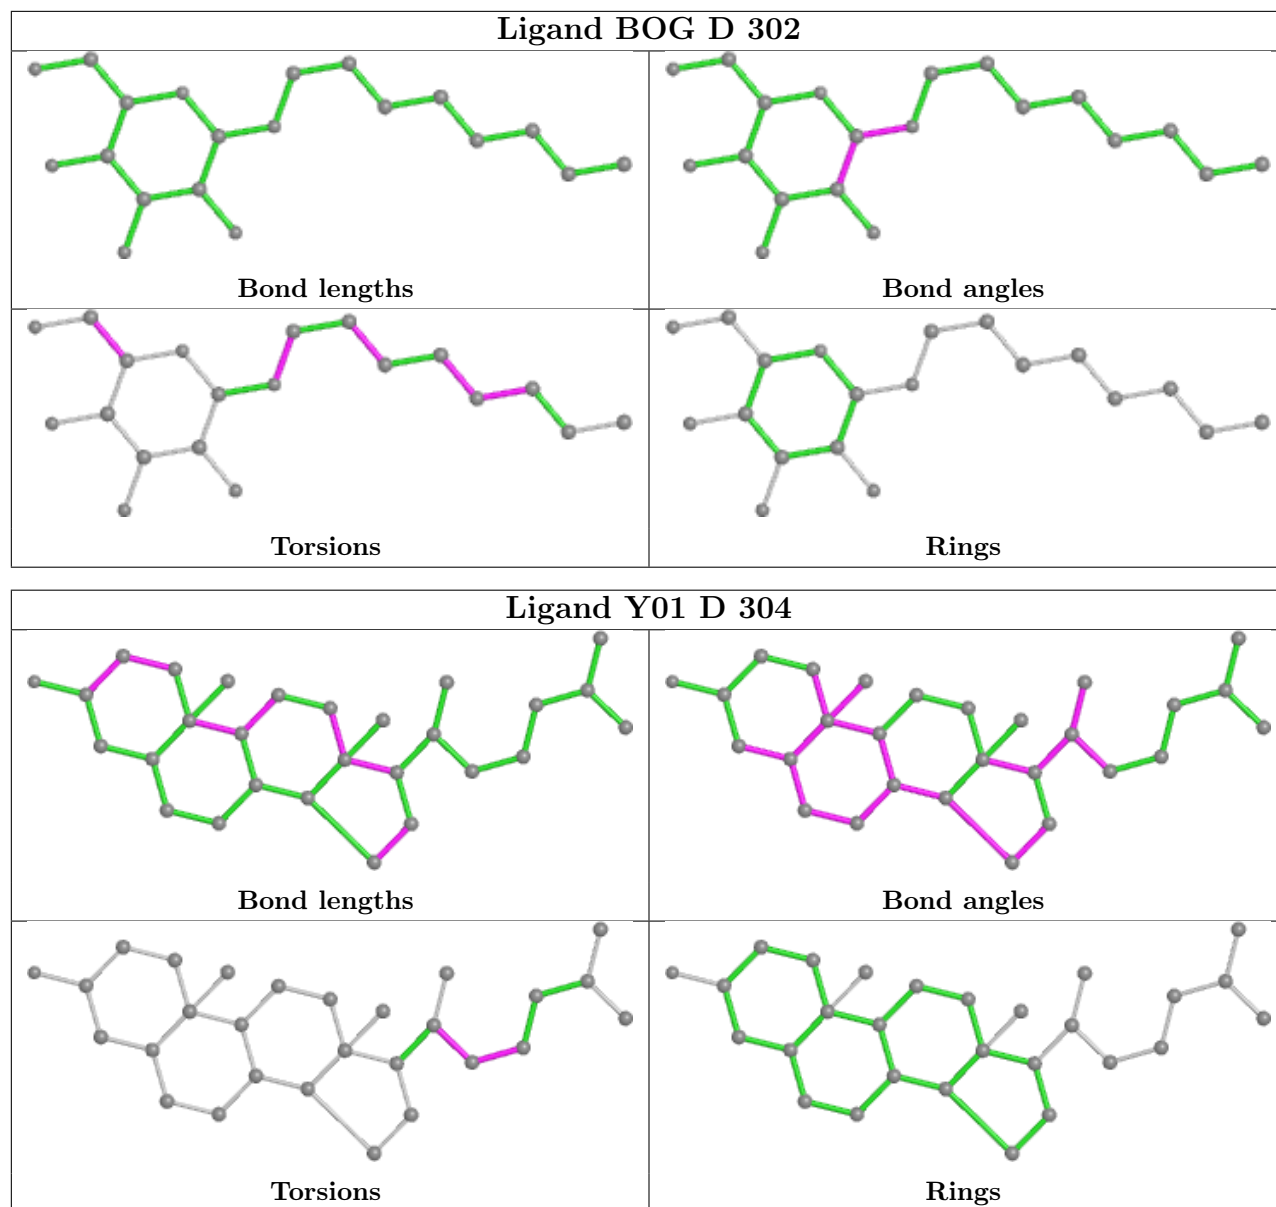 Ligand BOG D 302
Bond lengths
Bond angles
Torsions
Rings
Ligand Y01 D 304
Bond lengths
Bond angles
Torsions
Rings